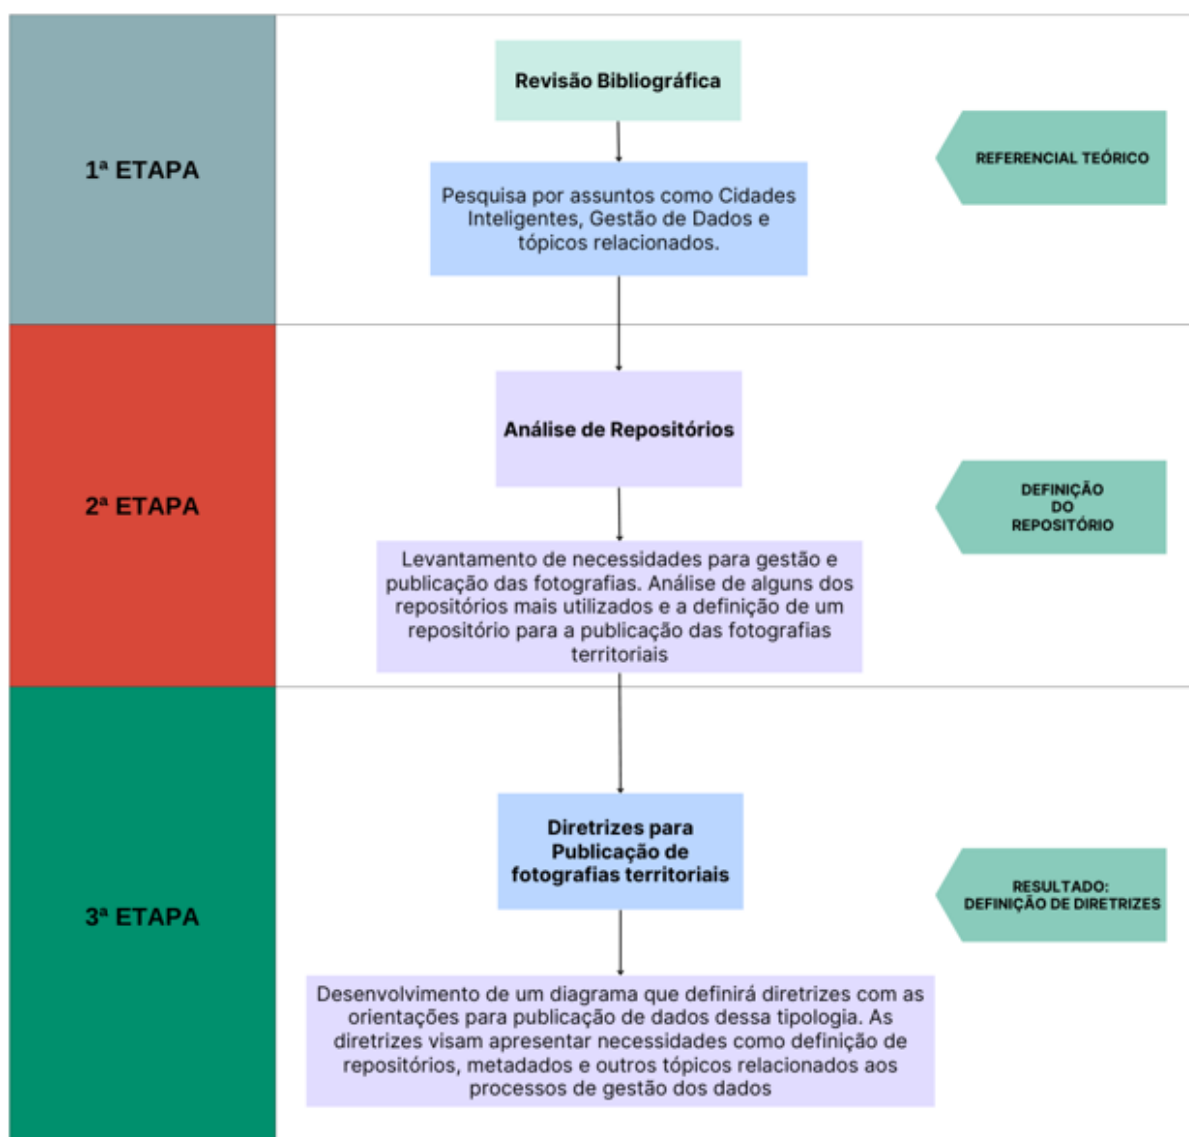 1ª ETAPA
Revisão Bibliográfica
Pesquisa por assuntos como Cidades
Inteligentes, Gestão de Dados e
tópicos relacionados.
REFERENCIAL TEÓRICO
2ª ETAPA
Análise de Repositórios
Levantamento de necessidades para gestão e
publicação das fotografias. Análise de alguns dos
repositórios mais utilizados e a definição de um
repositório para a publicação das fotografias
territoriais
DEFINIÇÃO
DO
REPOSITÓRIO
3ª ETAPA
Diretrizes para
Publicação de
fotografias territoriais
Desenvolvimento de um diagrama que definirá diretrizes com as
orientações para publicação de dados dessa tipologia. As
diretrizes visam apresentar necessidades como definição de
repositórios, metadados e outros tópicos relacionados aos
processos de gestão dos dados
RESULTADO:
DEFINIÇÃO DE DIRETRIZES